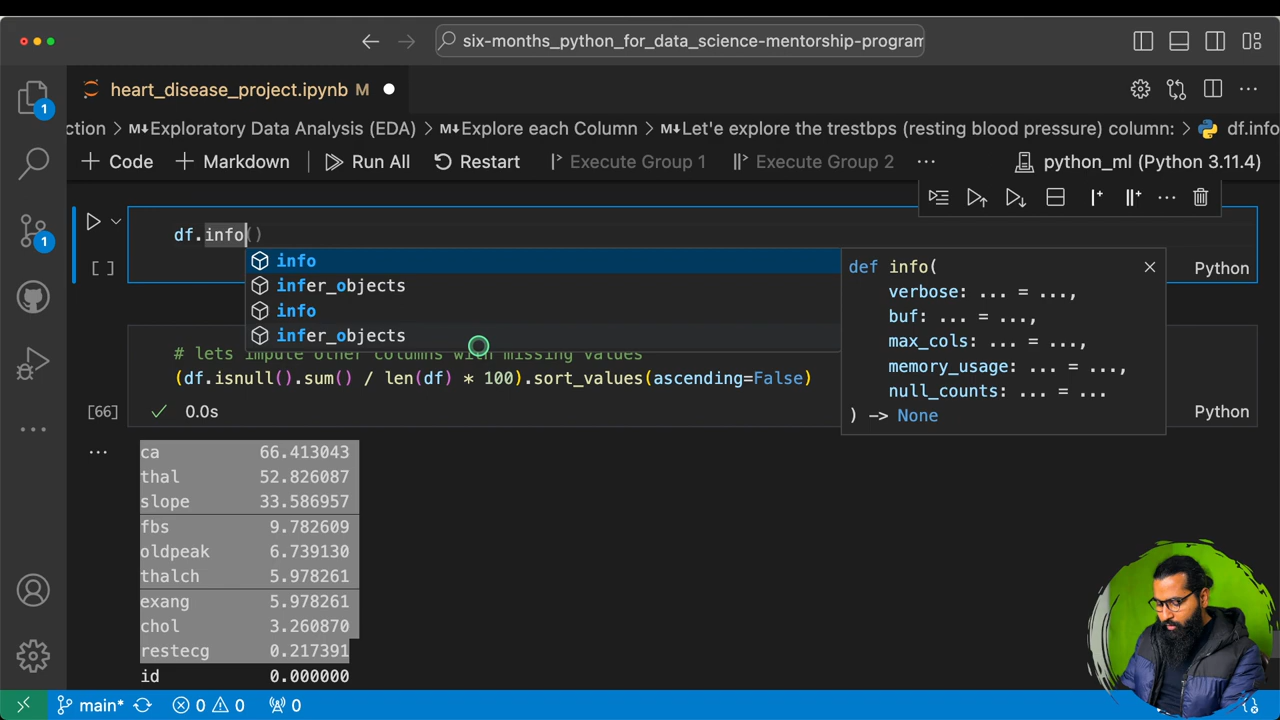 six-months_python_for_data_science-mentorship-program
heart_disease_project.ipynb M
ction > M↓Exploratory Data Analysis (EDA) > M↓Explore each Column > M↓Let'e explore the trestbps (resting blood pressure) column: > df.info
+ Code + Markdown Run All Restart Execute Group 1 Execute Group 2 ... python_ml (Python 3.11.4)
df.info()
[ ]
Python
info
infer_objects
info
infer_objects
def info(
verbose: ... = ...,
buf: ... = ...,
max_cols: ... = ...,
memory_usage: ... = ...,
null_counts: ... = ...
) -> None
# lets impute other columns with missing values
(df.isnull().sum() / len(df) * 100).sort_values(ascending=False)
[66] 0.0s Python
ca 66.413043
thal 52.826087
slope 33.586957
fbs 9.782609
oldpeak 6.739130
thalch 5.978261
exang 5.978261
chol 3.260870
restecg 0.217391
id 0.000000
1
1
main* 0 0 0